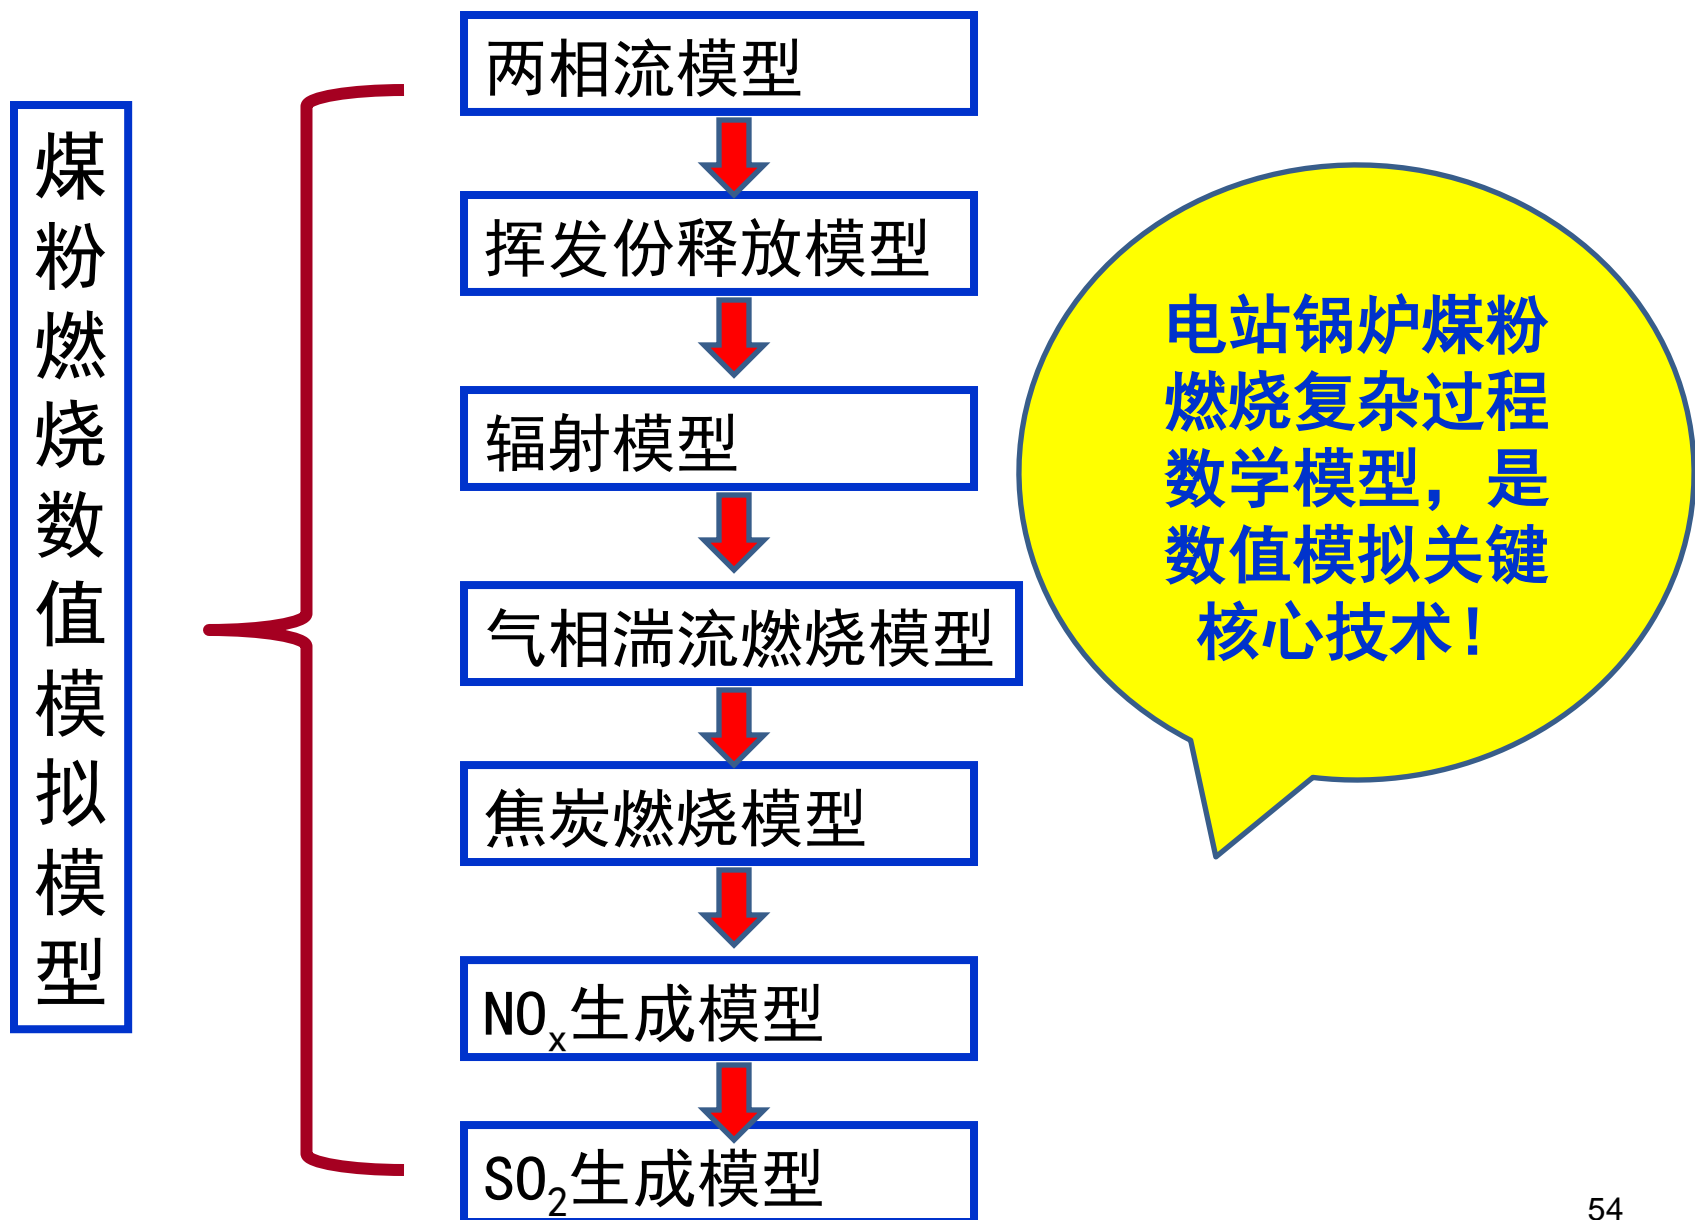 煤粉燃烧数值模拟模型
两相流模型
挥发份释放模型
辐射模型
气相湍流燃烧模型
焦炭燃烧模型
NOx生成模型
SO2生成模型
电站锅炉煤粉
燃烧复杂过程
数学模型，是
数值模拟关键
核心技术！
54